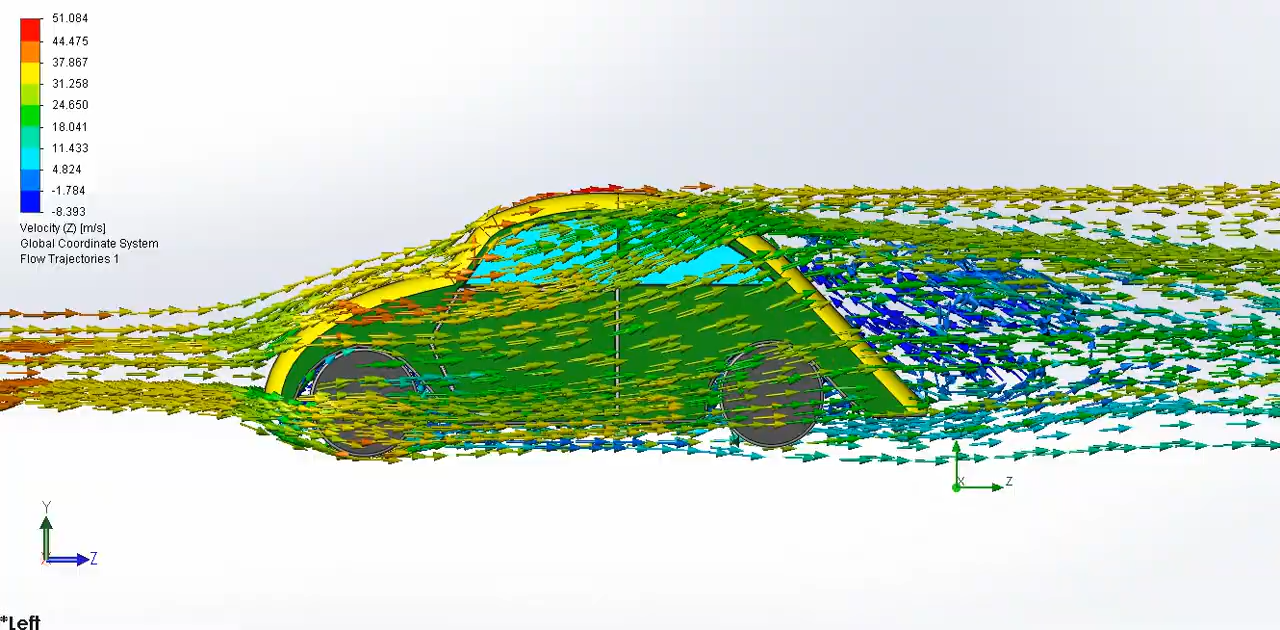 51.084
44.475
37.867
31.258
24.650
18.041
11.433
4.824
-1.784
-8.393
Velocity (Z) [m/s]
Global Coordinate System
Flow Trajectories 1
X
Z
Y
X
Z
*Left